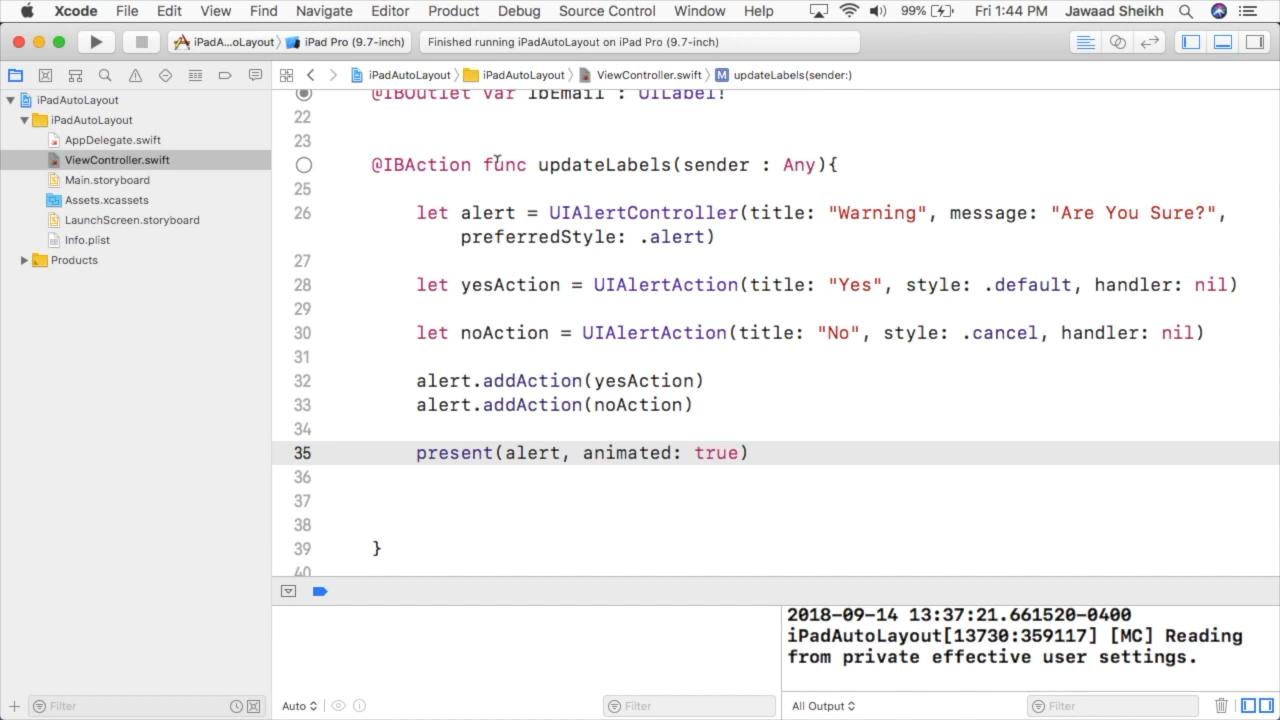 Xcode File Edit View Find Navigate Editor Product Debug Source Control Window Help 99% Fri 1:44 PM Jawaad Sheikh
iPadA...oLayout iPad Pro (9.7-inch) Finished running iPadAutoLayout on iPad Pro (9.7-inch)
iPadAutoLayout iPadAutoLayout ViewController.swift M updateLabels(sender:)
iPadAutoLayout
iPadAutoLayout
AppDelegate.swift
ViewController.swift
Main.storyboard
Assets.xcassets
LaunchScreen.storyboard
Info.plist
Products
@IBOutlet var lbEmail : UILabel!
22
23
@IBAction func updateLabels(sender : Any){
25
26 let alert = UIAlertController(title: "Warning", message: "Are You Sure?",
preferredStyle: .alert)
27
28 let yesAction = UIAlertAction(title: "Yes", style: .default, handler: nil)
29
30 let noAction = UIAlertAction(title: "No", style: .cancel, handler: nil)
31
32 alert.addAction(yesAction)
33 alert.addAction(noAction)
34
35 present(alert, animated: true)
36
37
38
39 }
40
2018-09-14 13:37:21.661520-0400
iPadAutoLayout[13730:359117] [MC] Reading
from private effective user settings.
Filter Auto Filter All Output Filter